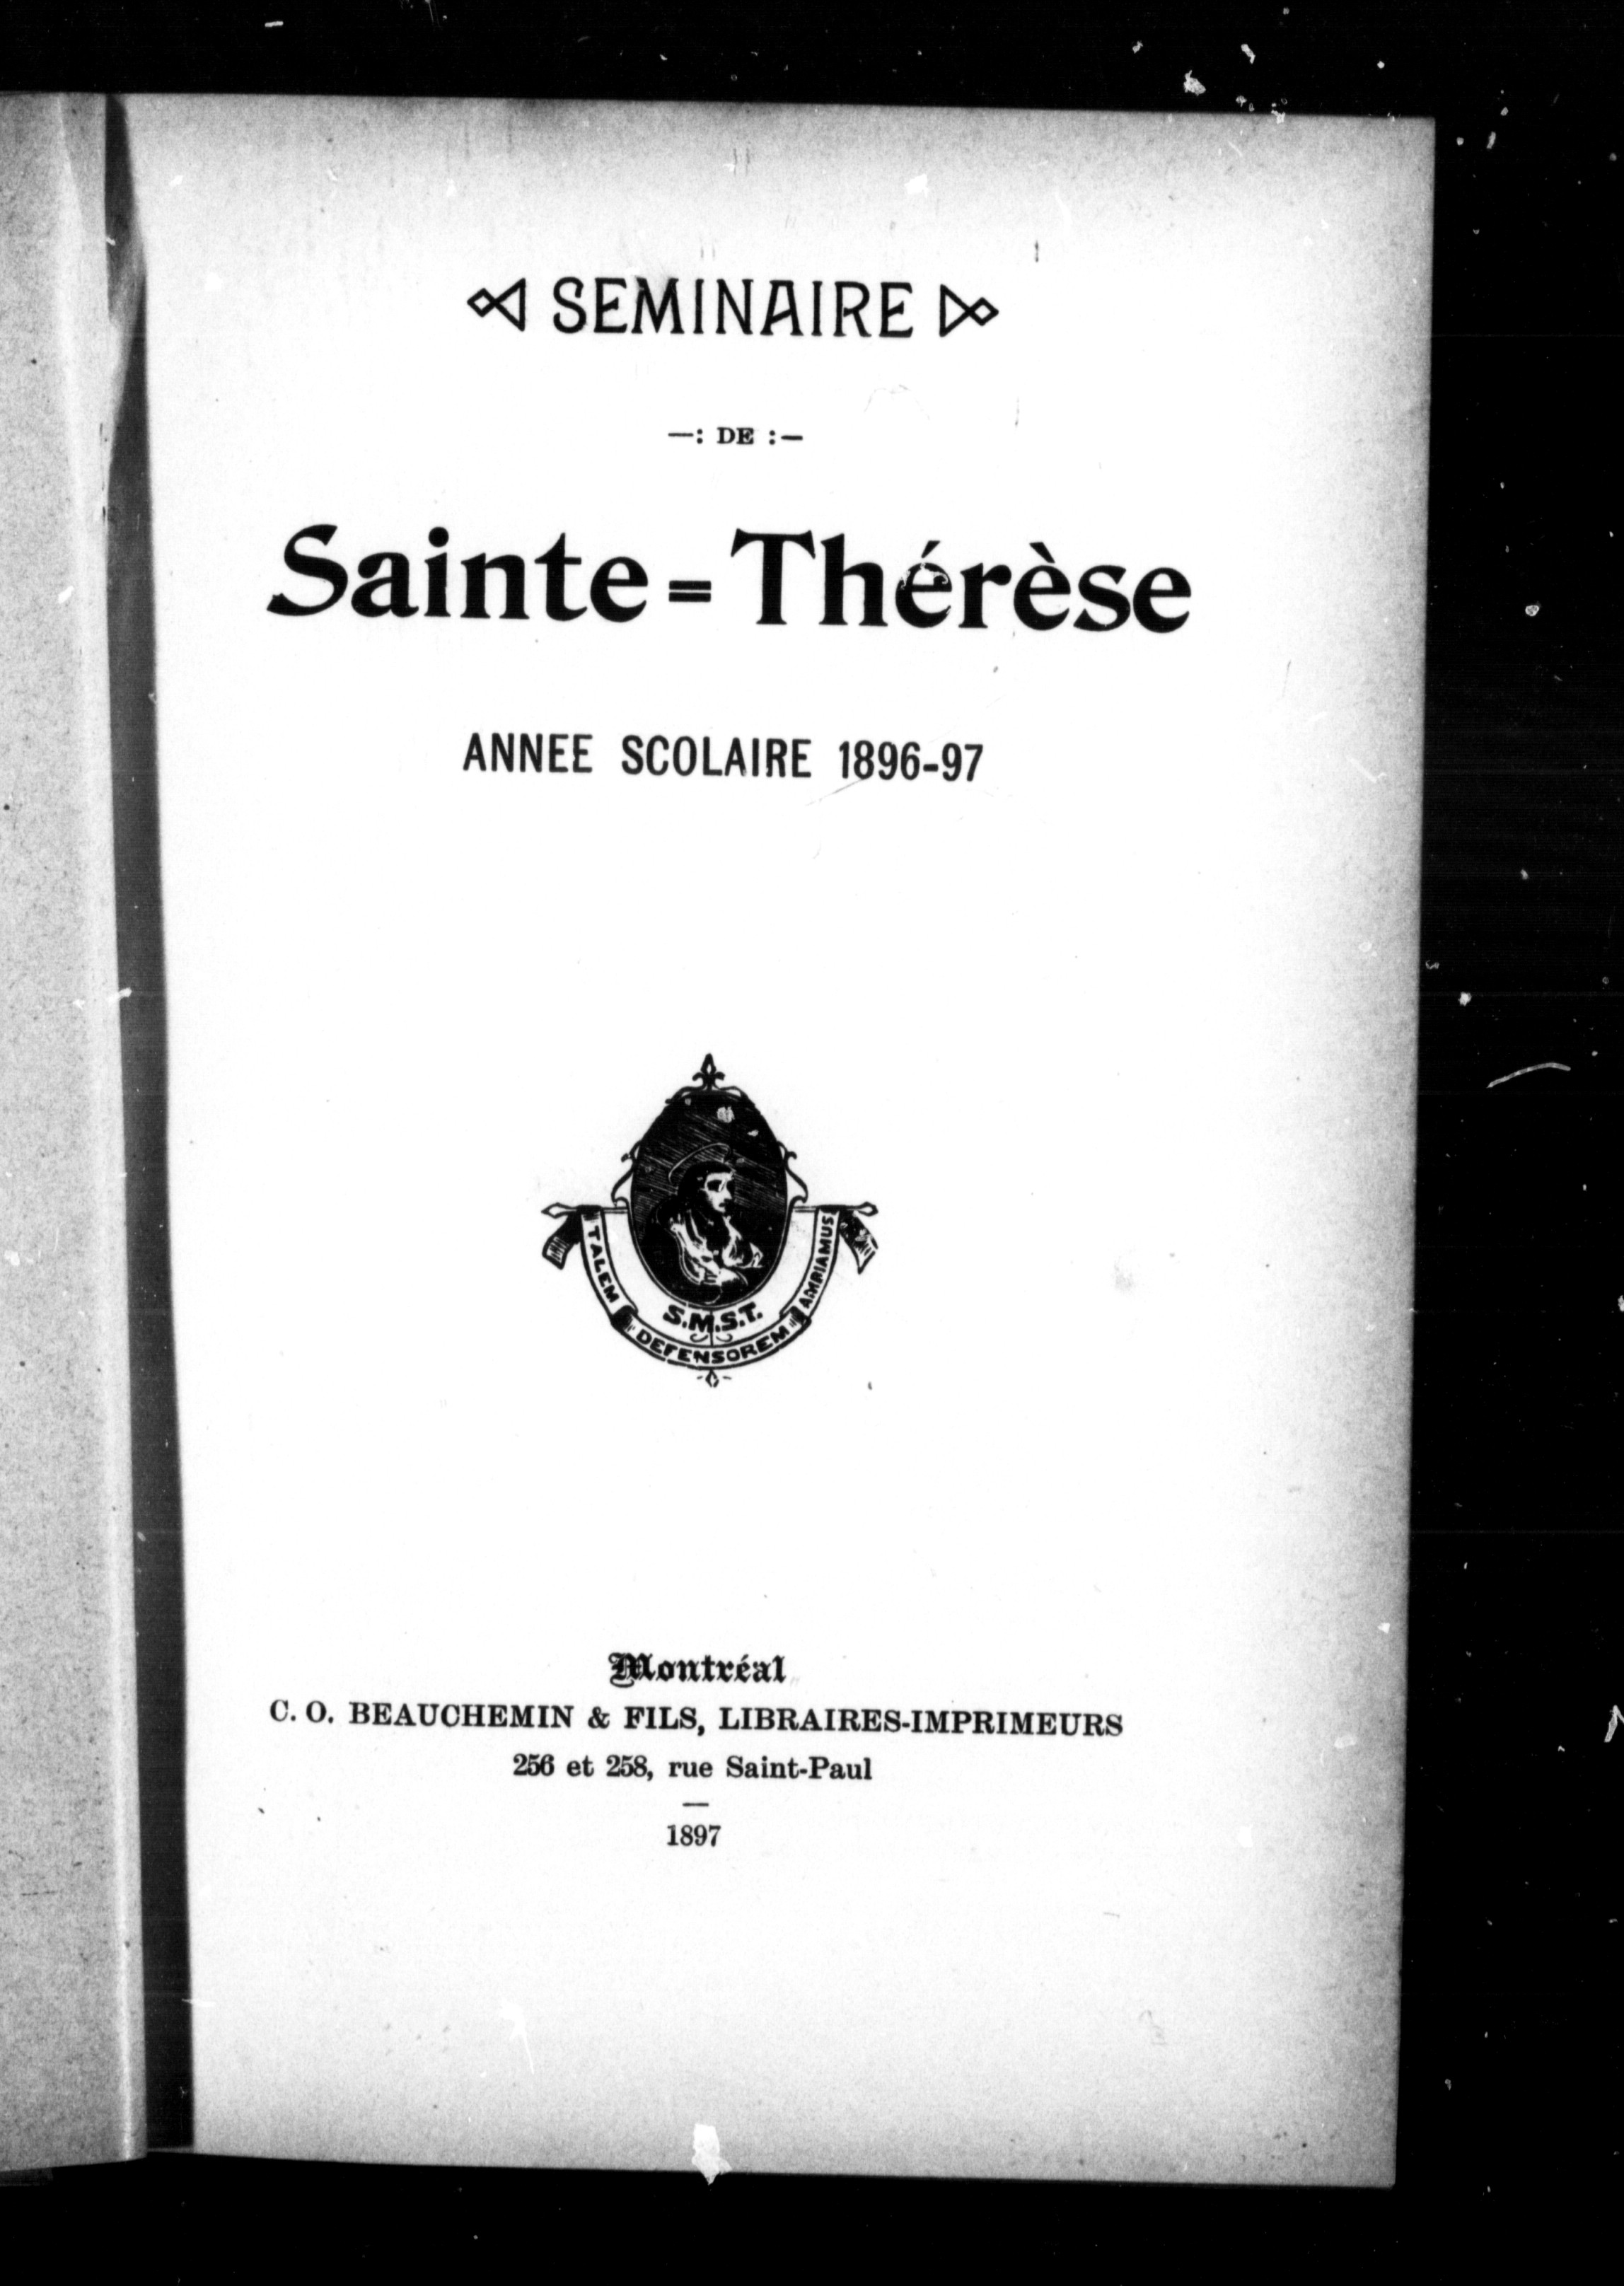 SEMINAIRE
—: DE :—
Sainte=Thérèse
ANNEE SCOLAIRE 1896-97
TALEM
DEFENSOREM
AMBIAMUS
S.M.S.T.
Montréal
C. O. BEAUCHEMIN & FILS, LIBRAIRES-IMPRIMEURS
256 et 258, rue Saint-Paul
—
1897